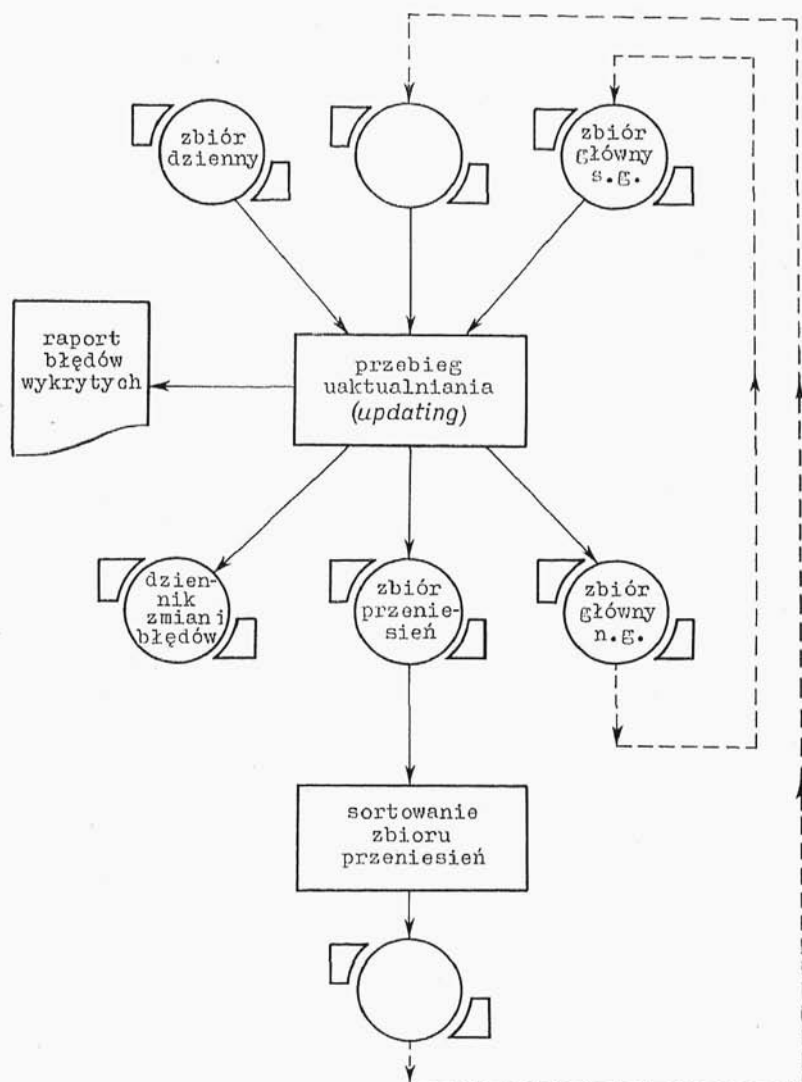 zbiór
dzienny
zbiór
główny
s.g.
raport
błędów
wykrytych
przebieg
uaktualniania
(updating)
dzien-
nik
zmian i
błędów
zbiór
przenie-
sień
zbiór
główny
n.g.
sortowanie
zbioru
przeniesień